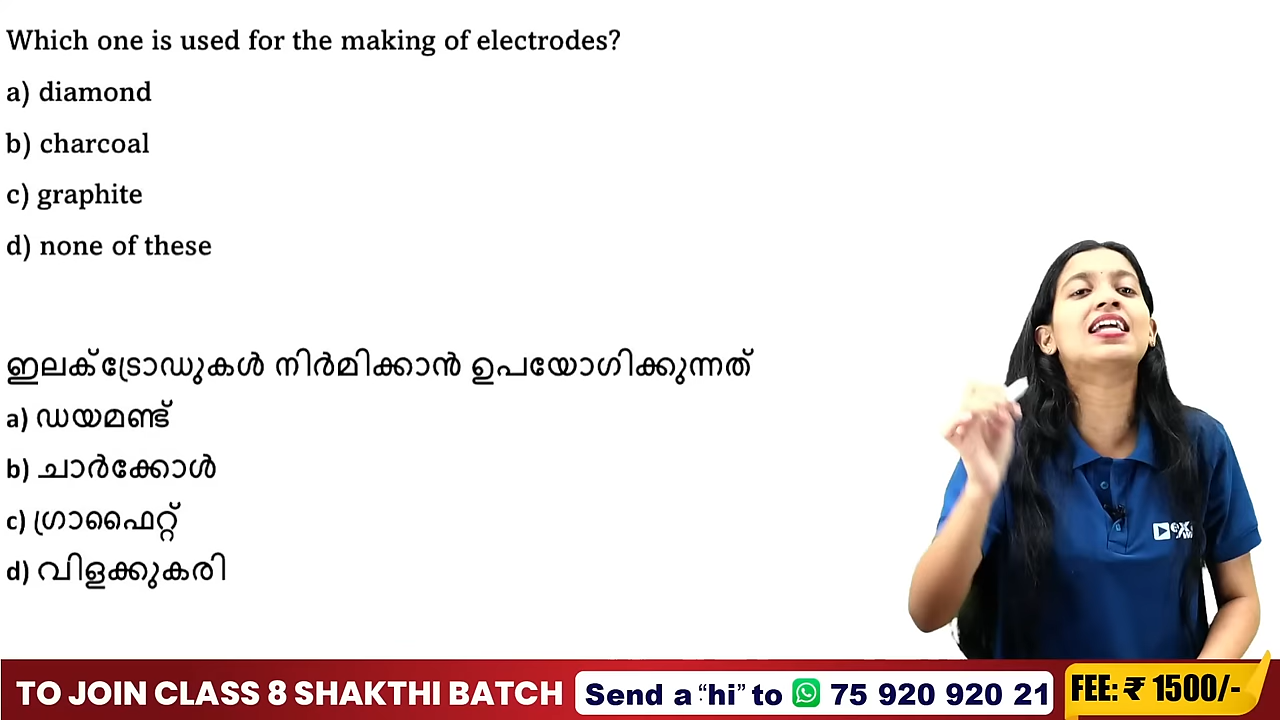 Which one is used for the making of electrodes?
a) diamond
b) charcoal
c) graphite
d) none of these
ഇലക്ട്രോഡുകൾ നിർമിക്കാൻ ഉപയോഗിക്കുന്നത്
a) ഡയമണ്ട്
b) ചാർക്കോൾ
c) ഗ്രാഫൈറ്റ്
d) വിളക്കുകരി
TO JOIN CLASS 8 SHAKTHI BATCH
Send a “hi” to 75 920 920 21
FEE: ₹ 1500/-